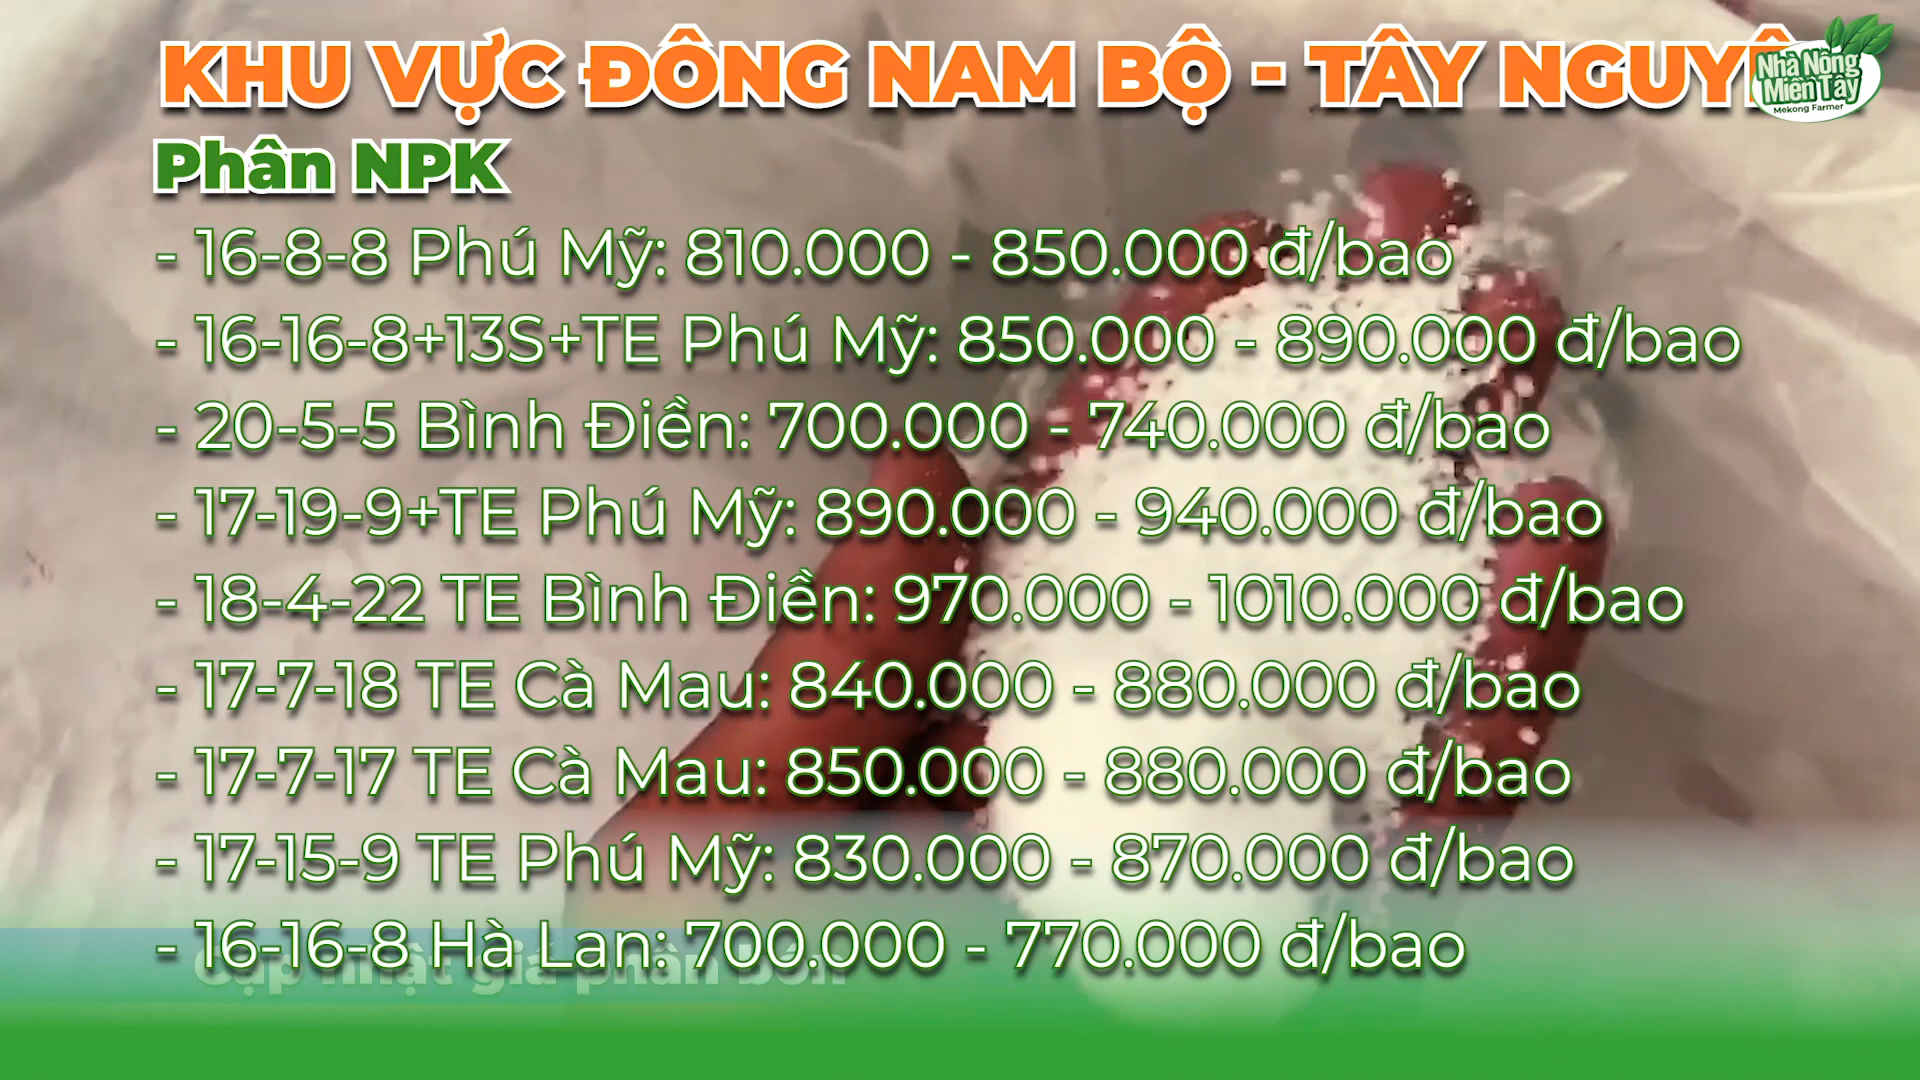 KHU VỰC ĐÔNG NAM BỘ - TÂY NGUYÊ
Nhà Nông
Miền Tây
Mekong Farmer
Phân NPK
- 16-8-8 Phú Mỹ: 810.000 - 850.000 đ/bao
- 16-16-8+13S+TE Phú Mỹ: 850.000 - 890.000 đ/bao
- 20-5-5 Bình Điền: 700.000 - 740.000 đ/bao
- 17-19-9+TE Phú Mỹ: 890.000 - 940.000 đ/bao
- 18-4-22 TE Bình Điền: 970.000 - 1010.000 đ/bao
- 17-7-18 TE Cà Mau: 840.000 - 880.000 đ/bao
- 17-7-17 TE Cà Mau: 850.000 - 880.000 đ/bao
- 17-15-9 TE Phú Mỹ: 830.000 - 870.000 đ/bao
- 16-16-8 Hà Lan: 700.000 - 770.000 đ/bao
Cập nhật giá phân bón